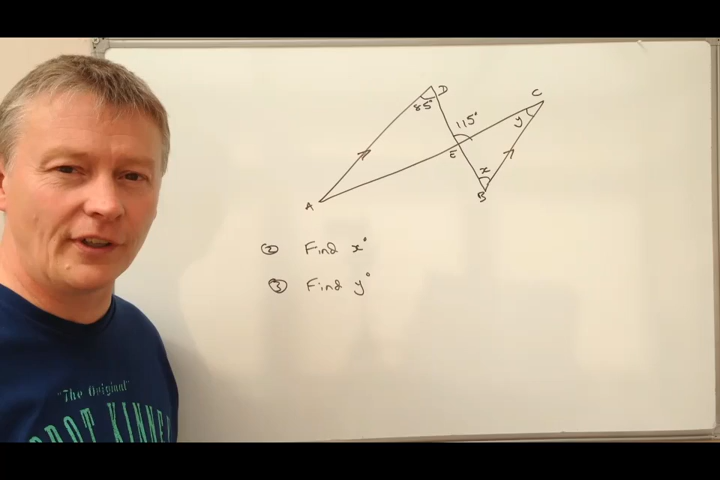 D
C
85°
115°
y
E
x
B
A
② Find x°
③ Find y°
"The Original"